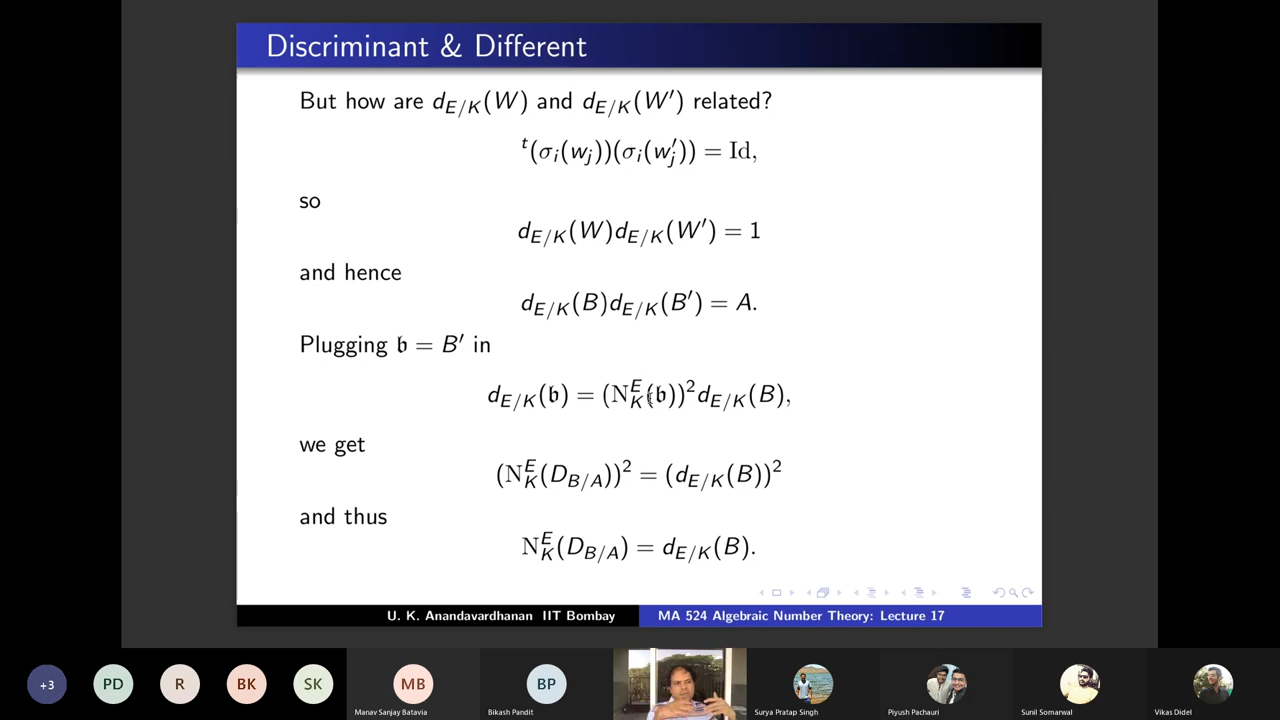 Discriminant & Different
But how are d_{E/K}(W) and d_{E/K}(W′) related?
ᵗ(σ_i(w_j))(σ_i(w′_j)) = Id,
so
d_{E/K}(W)d_{E/K}(W′) = 1
and hence
d_{E/K}(B)d_{E/K}(B′) = A.
Plugging 𝔟 = B′ in
d_{E/K}(𝔟) = (N^E_K(𝔟))²d_{E/K}(B),
we get
(N^E_K(D_{B/A}))² = (d_{E/K}(B))²
and thus
N^E_K(D_{B/A}) = d_{E/K}(B).
U. K. Anandavardhanan IIT Bombay MA 524 Algebraic Number Theory: Lecture 17
+3 PD R BK SK MB BP
Manav Sanjay Batavia Bikash Pandit Surya Pratap Singh Piyush Pachauri Sunil Somarwal Vikas Didel